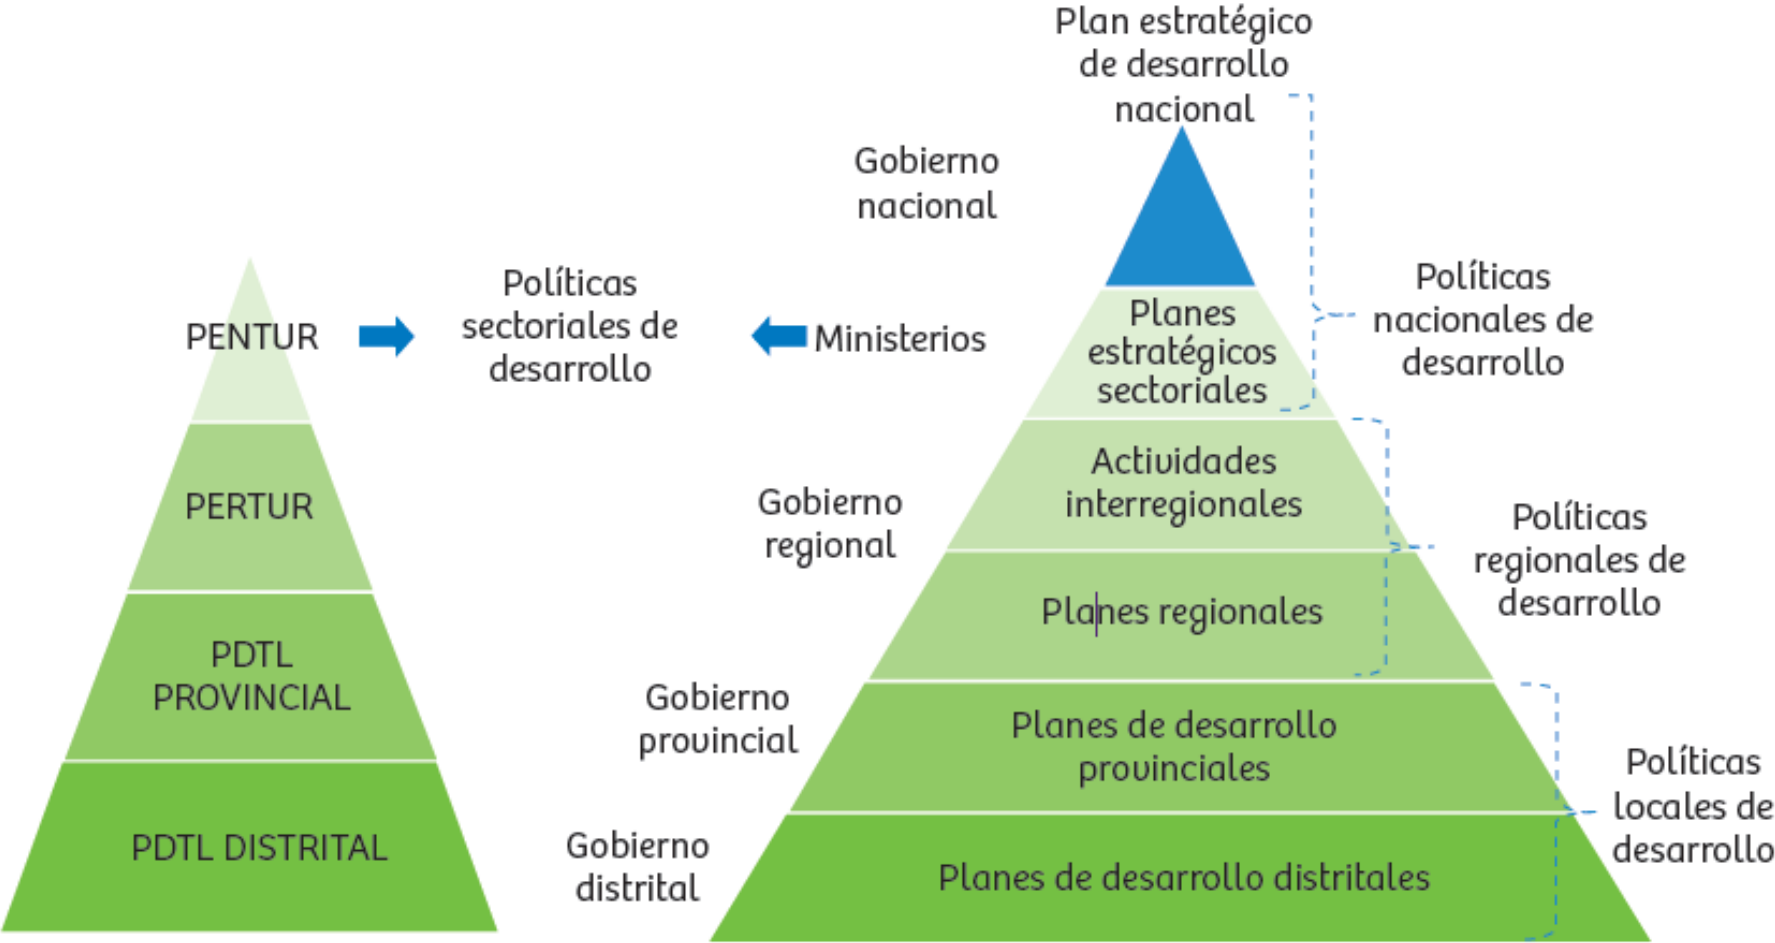 Plan estratégico
de desarrollo
nacional
Gobierno
nacional
PENTUR
Políticas
sectoriales de
desarrollo
Ministerios
Planes
estratégicos
sectoriales
Políticas
nacionales de
desarrollo
PERTUR
Gobierno
regional
Actividades
interregionales
Planes regionales
Políticas
regionales de
desarrollo
PDTL
PROVINCIAL
Gobierno
provincial
Planes de desarrollo
provinciales
PDTL DISTRITAL
Gobierno
distrital
Planes de desarrollo distritales
Políticas
locales de
desarrollo